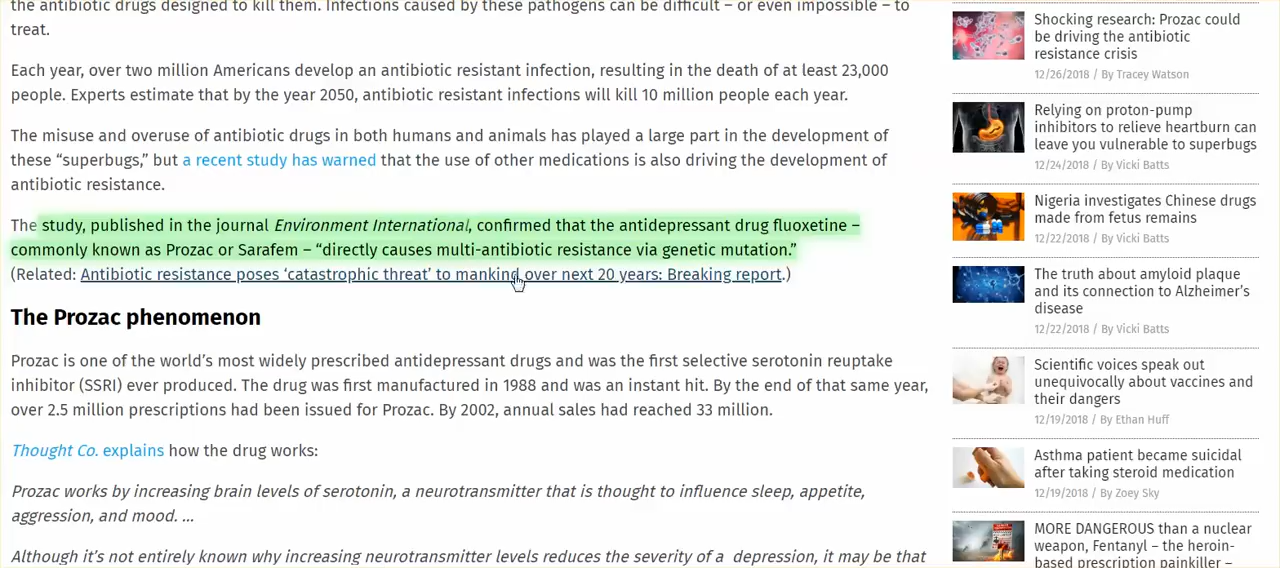 the antibiotic drugs designed to kill them. Infections caused by these pathogens can be difficult – or even impossible – to
treat.
Each year, over two million Americans develop an antibiotic resistant infection, resulting in the death of at least 23,000
people. Experts estimate that by the year 2050, antibiotic resistant infections will kill 10 million people each year.
The misuse and overuse of antibiotic drugs in both humans and animals has played a large part in the development of
these “superbugs,” but a recent study has warned that the use of other medications is also driving the development of
antibiotic resistance.
The study, published in the journal Environment International, confirmed that the antidepressant drug fluoxetine –
commonly known as Prozac or Sarafem – “directly causes multi-antibiotic resistance via genetic mutation.”
(Related: Antibiotic resistance poses ‘catastrophic threat’ to mankind over next 20 years: Breaking report.)
The Prozac phenomenon
Prozac is one of the world’s most widely prescribed antidepressant drugs and was the first selective serotonin reuptake
inhibitor (SSRI) ever produced. The drug was first manufactured in 1988 and was an instant hit. By the end of that same year,
over 2.5 million prescriptions had been issued for Prozac. By 2002, annual sales had reached 33 million.
Thought Co. explains how the drug works:
Prozac works by increasing brain levels of serotonin, a neurotransmitter that is thought to influence sleep, appetite,
aggression, and mood. …
Although it’s not entirely known why increasing neurotransmitter levels reduces the severity of a depression, it may be that
Shocking research: Prozac could
be driving the antibiotic
resistance crisis
12/26/2018 / By Tracey Watson
Relying on proton-pump
inhibitors to relieve heartburn can
leave you vulnerable to superbugs
12/24/2018 / By Vicki Batts
Nigeria investigates Chinese drugs
made from fetus remains
12/22/2018 / By Vicki Batts
The truth about amyloid plaque
and its connection to Alzheimer’s
disease
12/22/2018 / By Vicki Batts
Scientific voices speak out
unequivocally about vaccines and
their dangers
12/19/2018 / By Ethan Huff
Asthma patient became suicidal
after taking steroid medication
12/19/2018 / By Zoey Sky
MORE DANGEROUS than a nuclear
weapon, Fentanyl – the heroin-
based prescription painkiller –